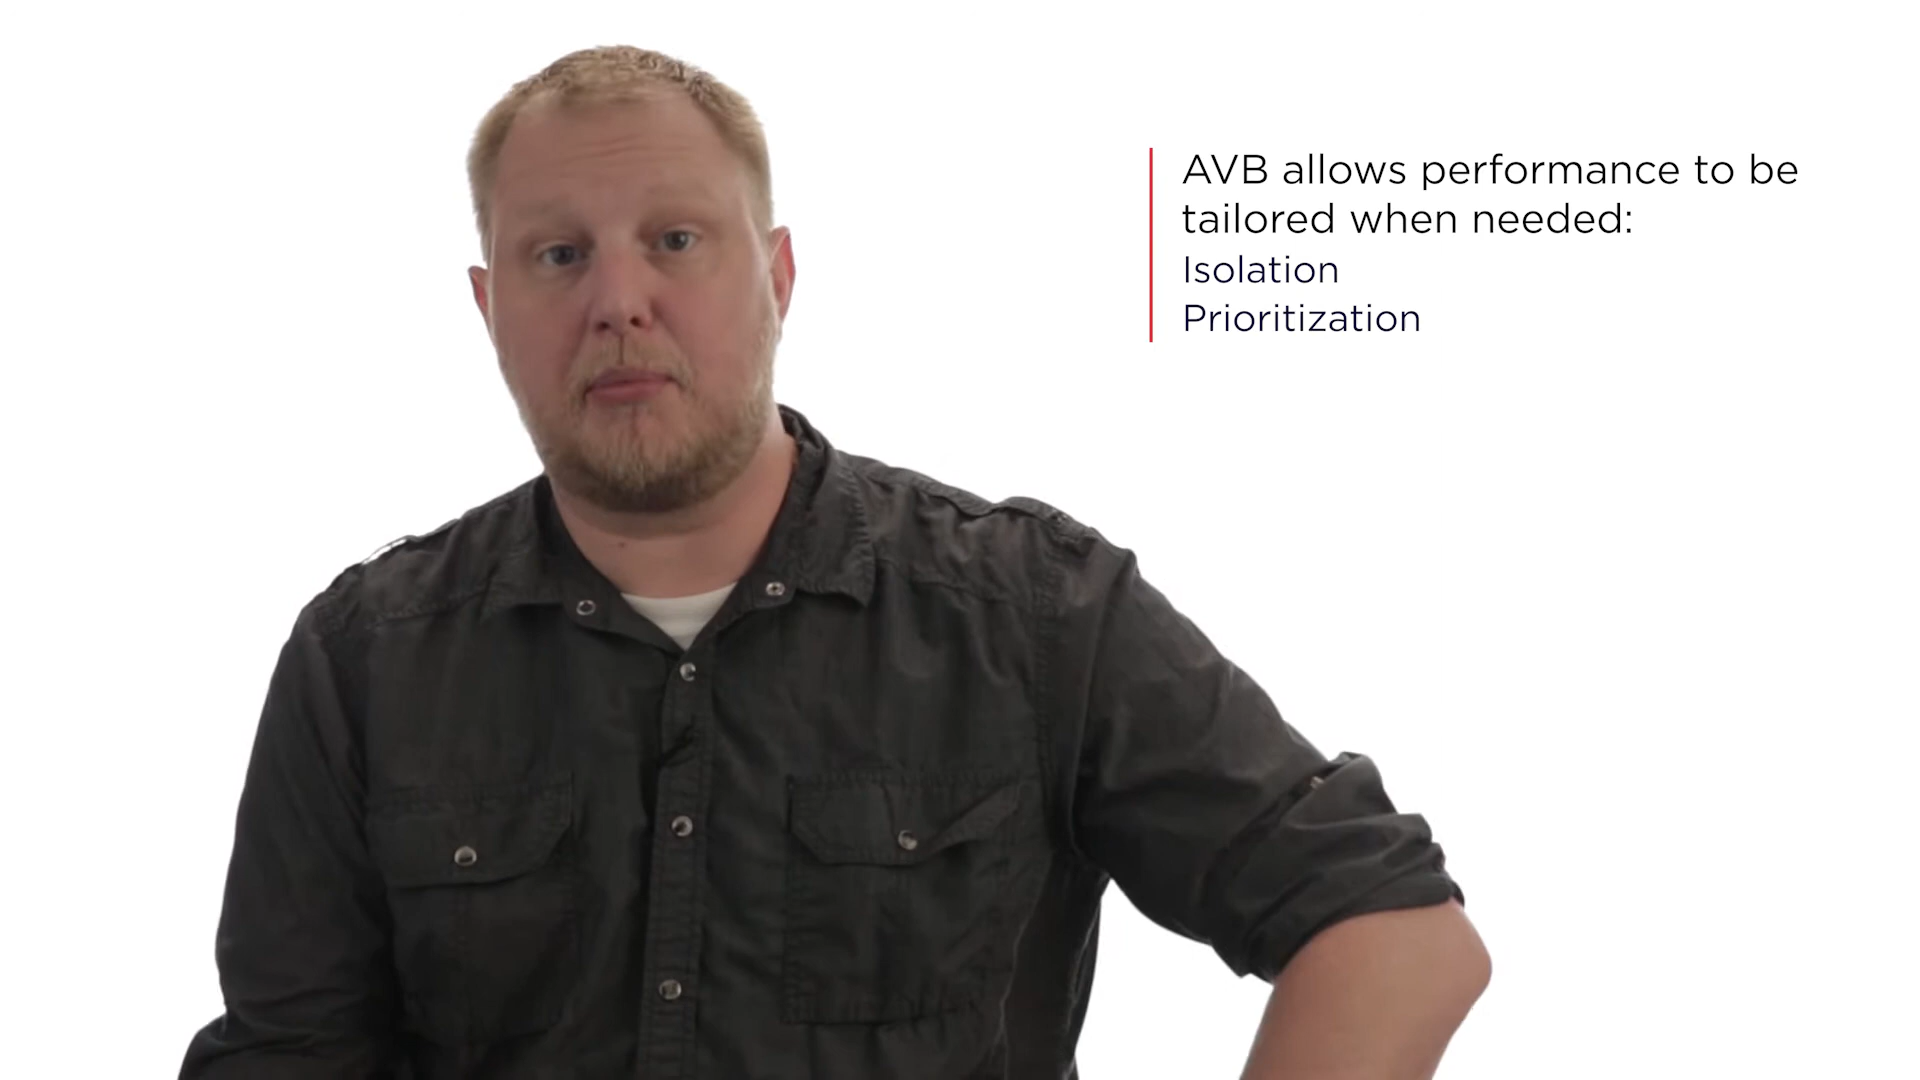 AVB allows performance to be
tailored when needed:
Isolation
Prioritization